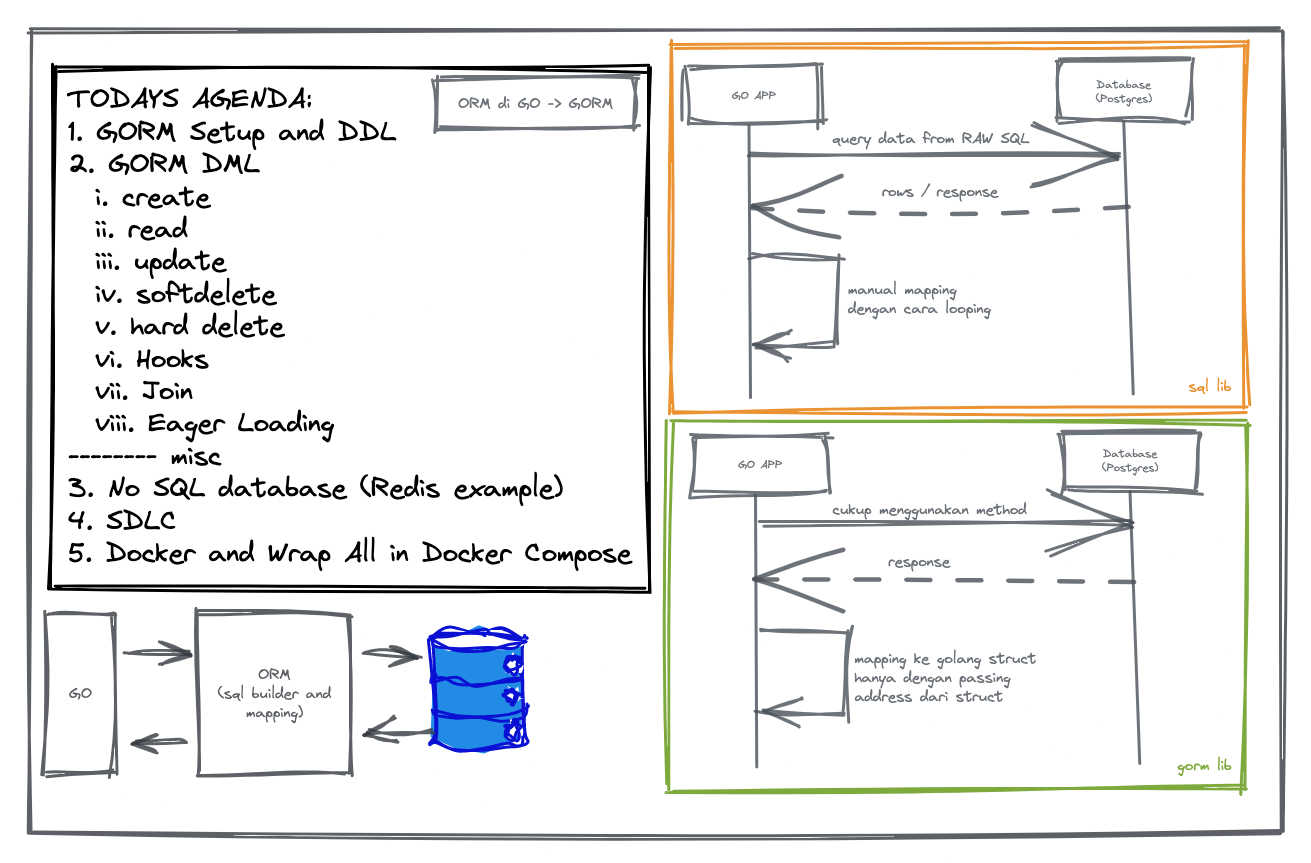 TODAYS AGENDA:
1. GORM Setup and DDL
2. GORM DML
i. create
ii. read
iii. update
iv. softdelete
v. hard delete
vi. Hooks
vii. Join
viii. Eager Loading
-------- misc
3. No SQL database (Redis example)
4. SDLC
5. Docker and Wrap All in Docker Compose
ORM di GO -> GORM
GO
ORM
(sql builder and
mapping)
GO APP
Database
(Postgres)
query data from RAW SQL
rows / response
manual mapping
dengan cara looping
sql lib
GO APP
Database
(Postgres)
cukup menggunakan method
response
mapping ke golang struct
hanya dengan passing
address dari struct
gorm lib